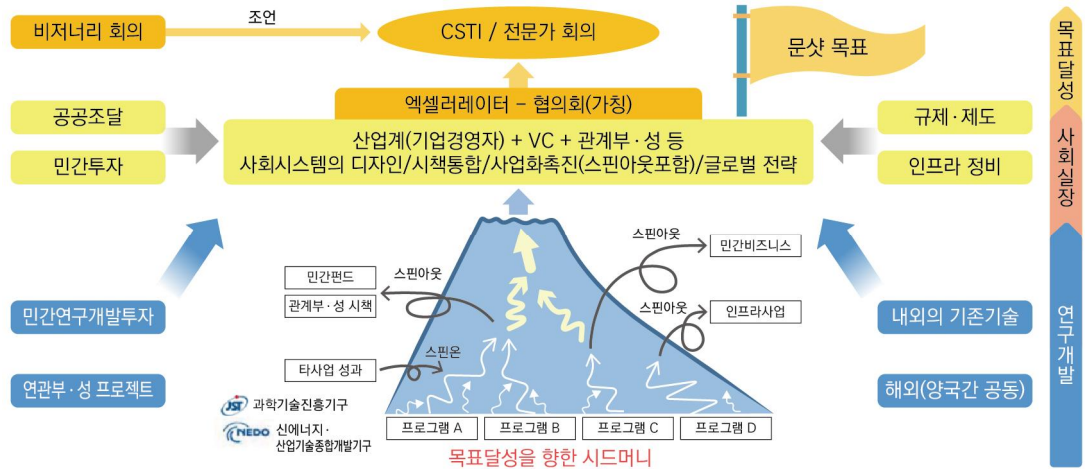 비저너리 회의
조언
CSTI / 전문가 회의
문샷 목표
목표달성
엑셀러레이터 – 협의회(가칭)
공공조달
민간투자
산업계(기업경영자) + VC + 관계부·성 등
사회시스템의 디자인/시책통합/사업화촉진(스핀아웃포함)/글로벌 전략
규제·제도
인프라 정비
사회실장
민간펀드
관계부·성 시책
스핀아웃
스핀아웃
민간비즈니스
스핀아웃
인프라사업
민간연구개발투자
내외의 기존기술
연구개발
타사업 성과
스핀온
연관부·성 프로젝트
해외(양국간 공동)
JST 과학기술진흥기구
NEDO 신에너지·
산업기술종합개발기구
프로그램 A
프로그램 B
프로그램 C
프로그램 D
목표달성을 향한 시드머니